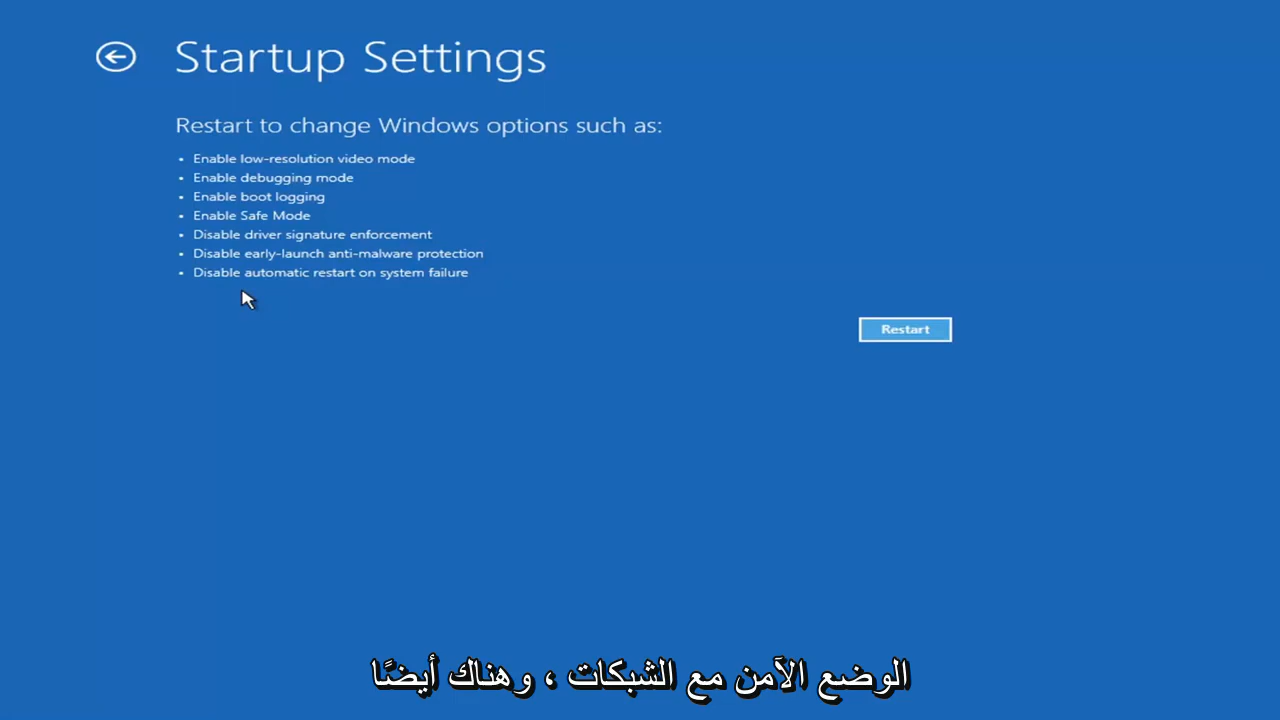 Startup Settings
Restart to change Windows options such as:
• Enable low-resolution video mode
• Enable debugging mode
• Enable boot logging
• Enable Safe Mode
• Disable driver signature enforcement
• Disable early-launch anti-malware protection
• Disable automatic restart on system failure
Restart
الوضع الآمن مع الشبكات ، وهناك أيضًا